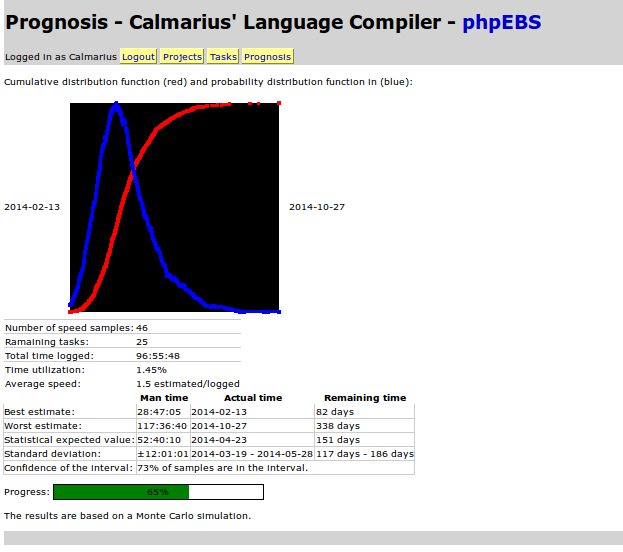 Prognosis – Calmarius' Language Compiler – phpEBS
Logged in as Calmarius Logout Projects Tasks Prognosis
Cumulative distribution function (red) and probability distribution function in (blue):
2014-02-13 2014-10-27
Number of speed samples: 46
Ramaining tasks: 25
Total time logged: 96:55:48
Time utilization: 1.45%
Average speed: 1.5 estimated/logged
Man time Actual time Remaining time
Best estimate: 28:47:05 2014-02-13 82 days
Worst estimate: 117:36:40 2014-10-27 338 days
Statistical expected value: 52:40:10 2014-04-23 151 days
Standard deviation: ±12:01:01 2014-03-19 - 2014-05-28 117 days - 186 days
Confidence of the interval: 73% of samples are in the interval.
Progress: 65%
The results are based on a Monte Carlo simulation.